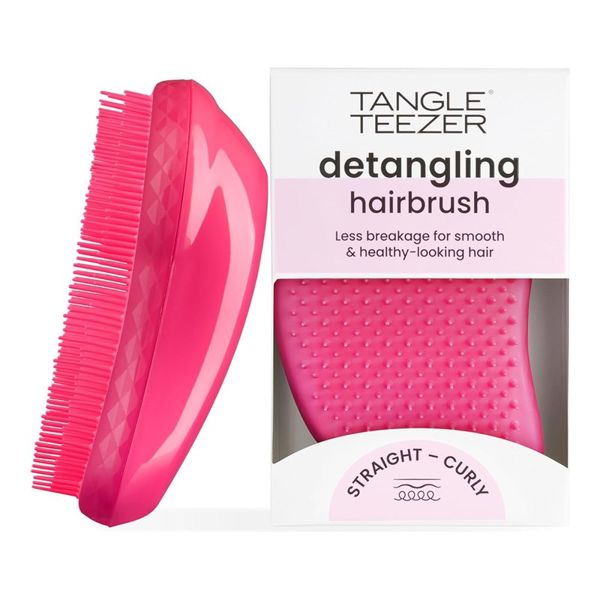 TANGLE®
TEEZER
detangling
hairbrush
Less breakage for smooth
& healthy-looking hair
STRAIGHT – CURLY